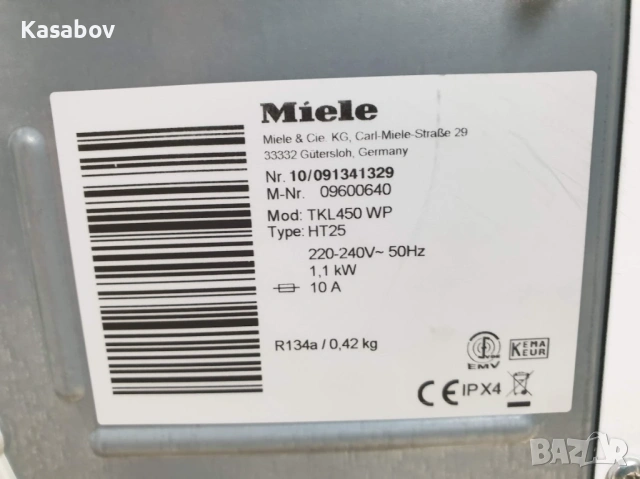 Kasabov
Miele
Miele & Cie. KG, Carl-Miele-Straße 29
33332 Gütersloh, Germany
Nr. 10/091341329
M-Nr. 09600640
Mod: TKL450 WP
Type: HT25
220-240V~ 50Hz
1,1 kW
10 A
R134a / 0,42 kg
EMV
KEMA
KEUR
CE IPX4
BAZAR